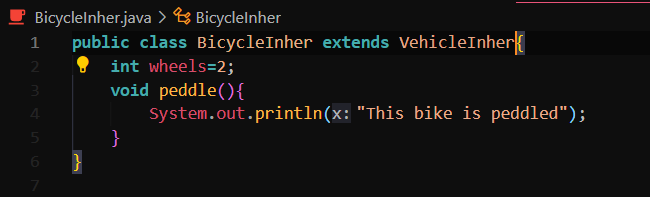 BicycleInher.java > BicycleInher
1 public class BicycleInher extends VehicleInher{
2     int wheels=2;
3     void peddle(){
4         System.out.println(x: "This bike is peddled");
5     }
6 }
7